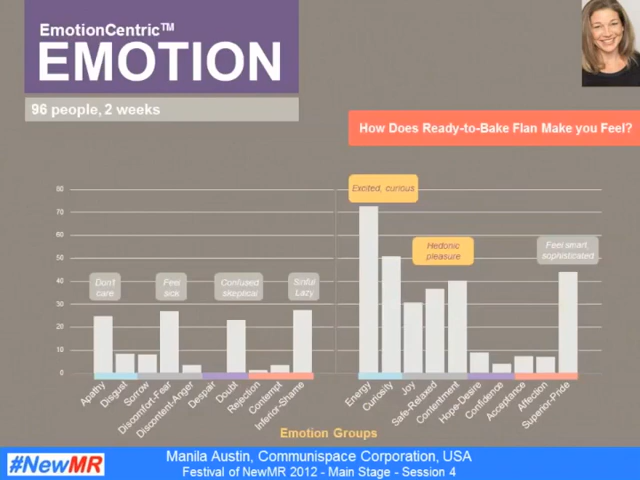 EmotionCentric™
EMOTION
96 people, 2 weeks
How Does Ready-to-Bake Flan Make you Feel?
80
70
60
50
40
30
20
10
0
Don't
care
Feel
sick
Confused
skeptical
Sinful
Lazy
Excited, curious
Hedonic
pleasure
Feel smart,
sophisticated
Apathy
Disgust
Sorrow
Discomfort-Fear
Discontent-Anger
Despair
Doubt
Rejection
Contempt
Inferior-Shame
Energy
Curiosity
Joy
Safe-Relaxed
Contentment
Hope-Desire
Confidence
Acceptance
Affection
Superior-Pride
Emotion Groups
#NewMR
Manila Austin, Communispace Corporation, USA
Festival of NewMR 2012 - Main Stage - Session 4